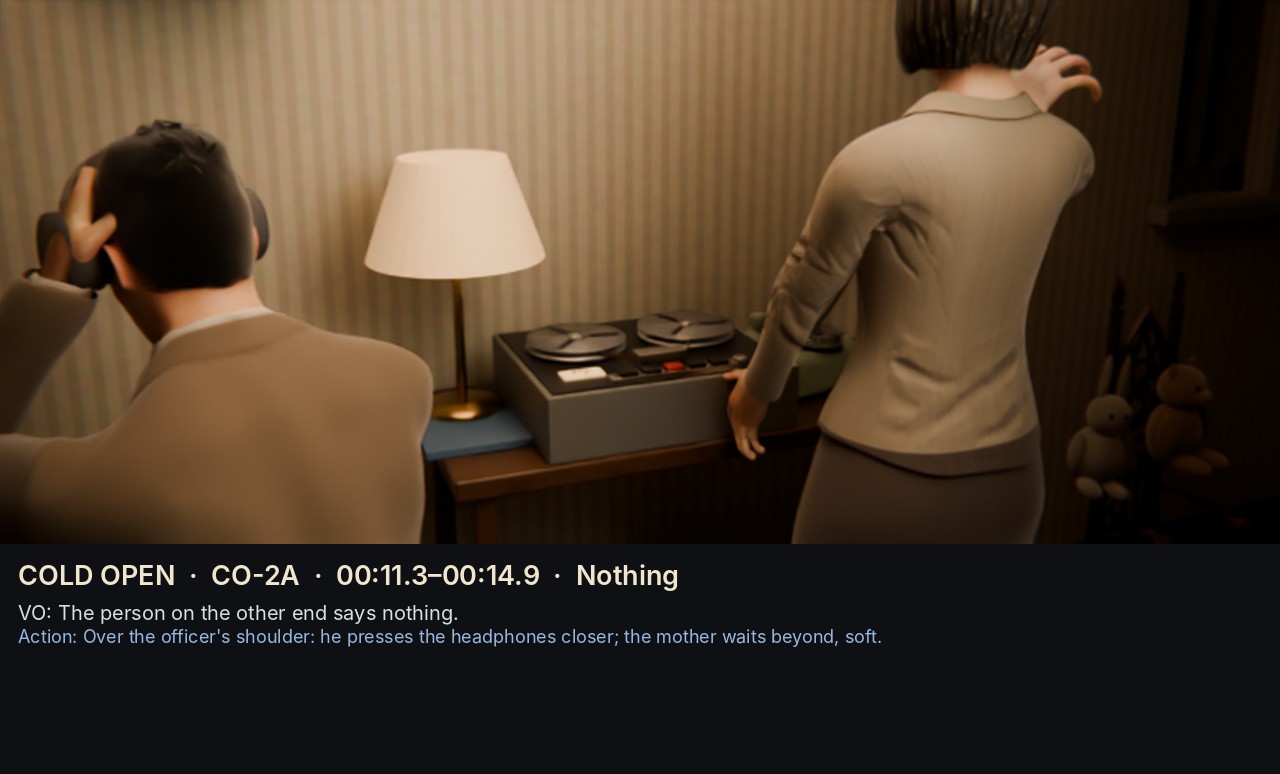 COLD OPEN · CO-2A · 00:11.3–00:14.9 · Nothing
VO: The person on the other end says nothing.
Action: Over the officer's shoulder: he presses the headphones closer; the mother waits beyond, soft.